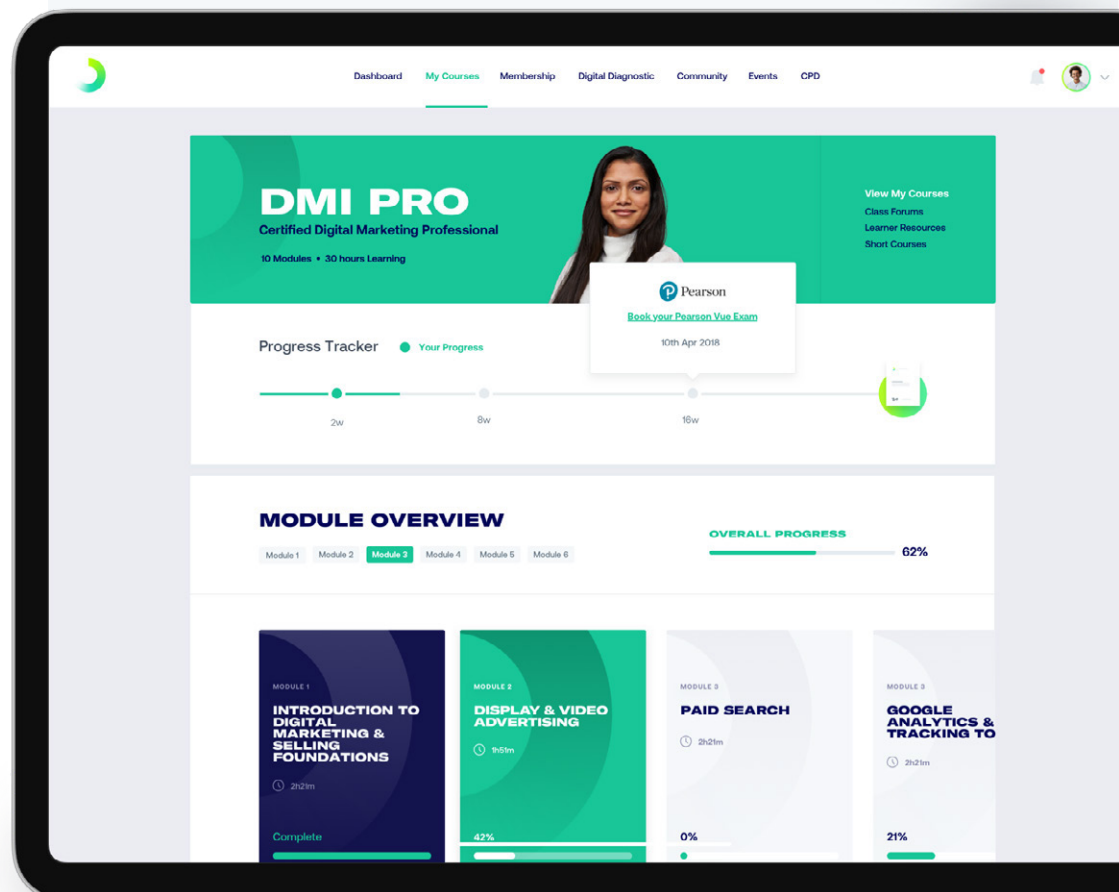 Dashboard My Courses Membership Digital Diagnostic Community Events CPD
DMI PRO
Certified Digital Marketing Professional
10 Modules • 30 hours Learning
View My Courses
Class Forums
Learner Resources
Short Courses
Pearson
Book your Pearson Vue Exam
10th Apr 2018
Progress Tracker
Your Progress
2w
8w
16w
MODULE OVERVIEW
Module 1 Module 2 Module 3 Module 4 Module 5 Module 6
OVERALL PROGRESS
62%
MODULE 1
INTRODUCTION TO
DIGITAL
MARKETING &
SELLING
FOUNDATIONS
2h21m
Complete
MODULE 2
DISPLAY & VIDEO
ADVERTISING
1h51m
42%
MODULE 3
PAID SEARCH
2h21m
0%
MODULE 3
GOOGLE
ANALYTICS &
TRACKING TO
2h21m
21%